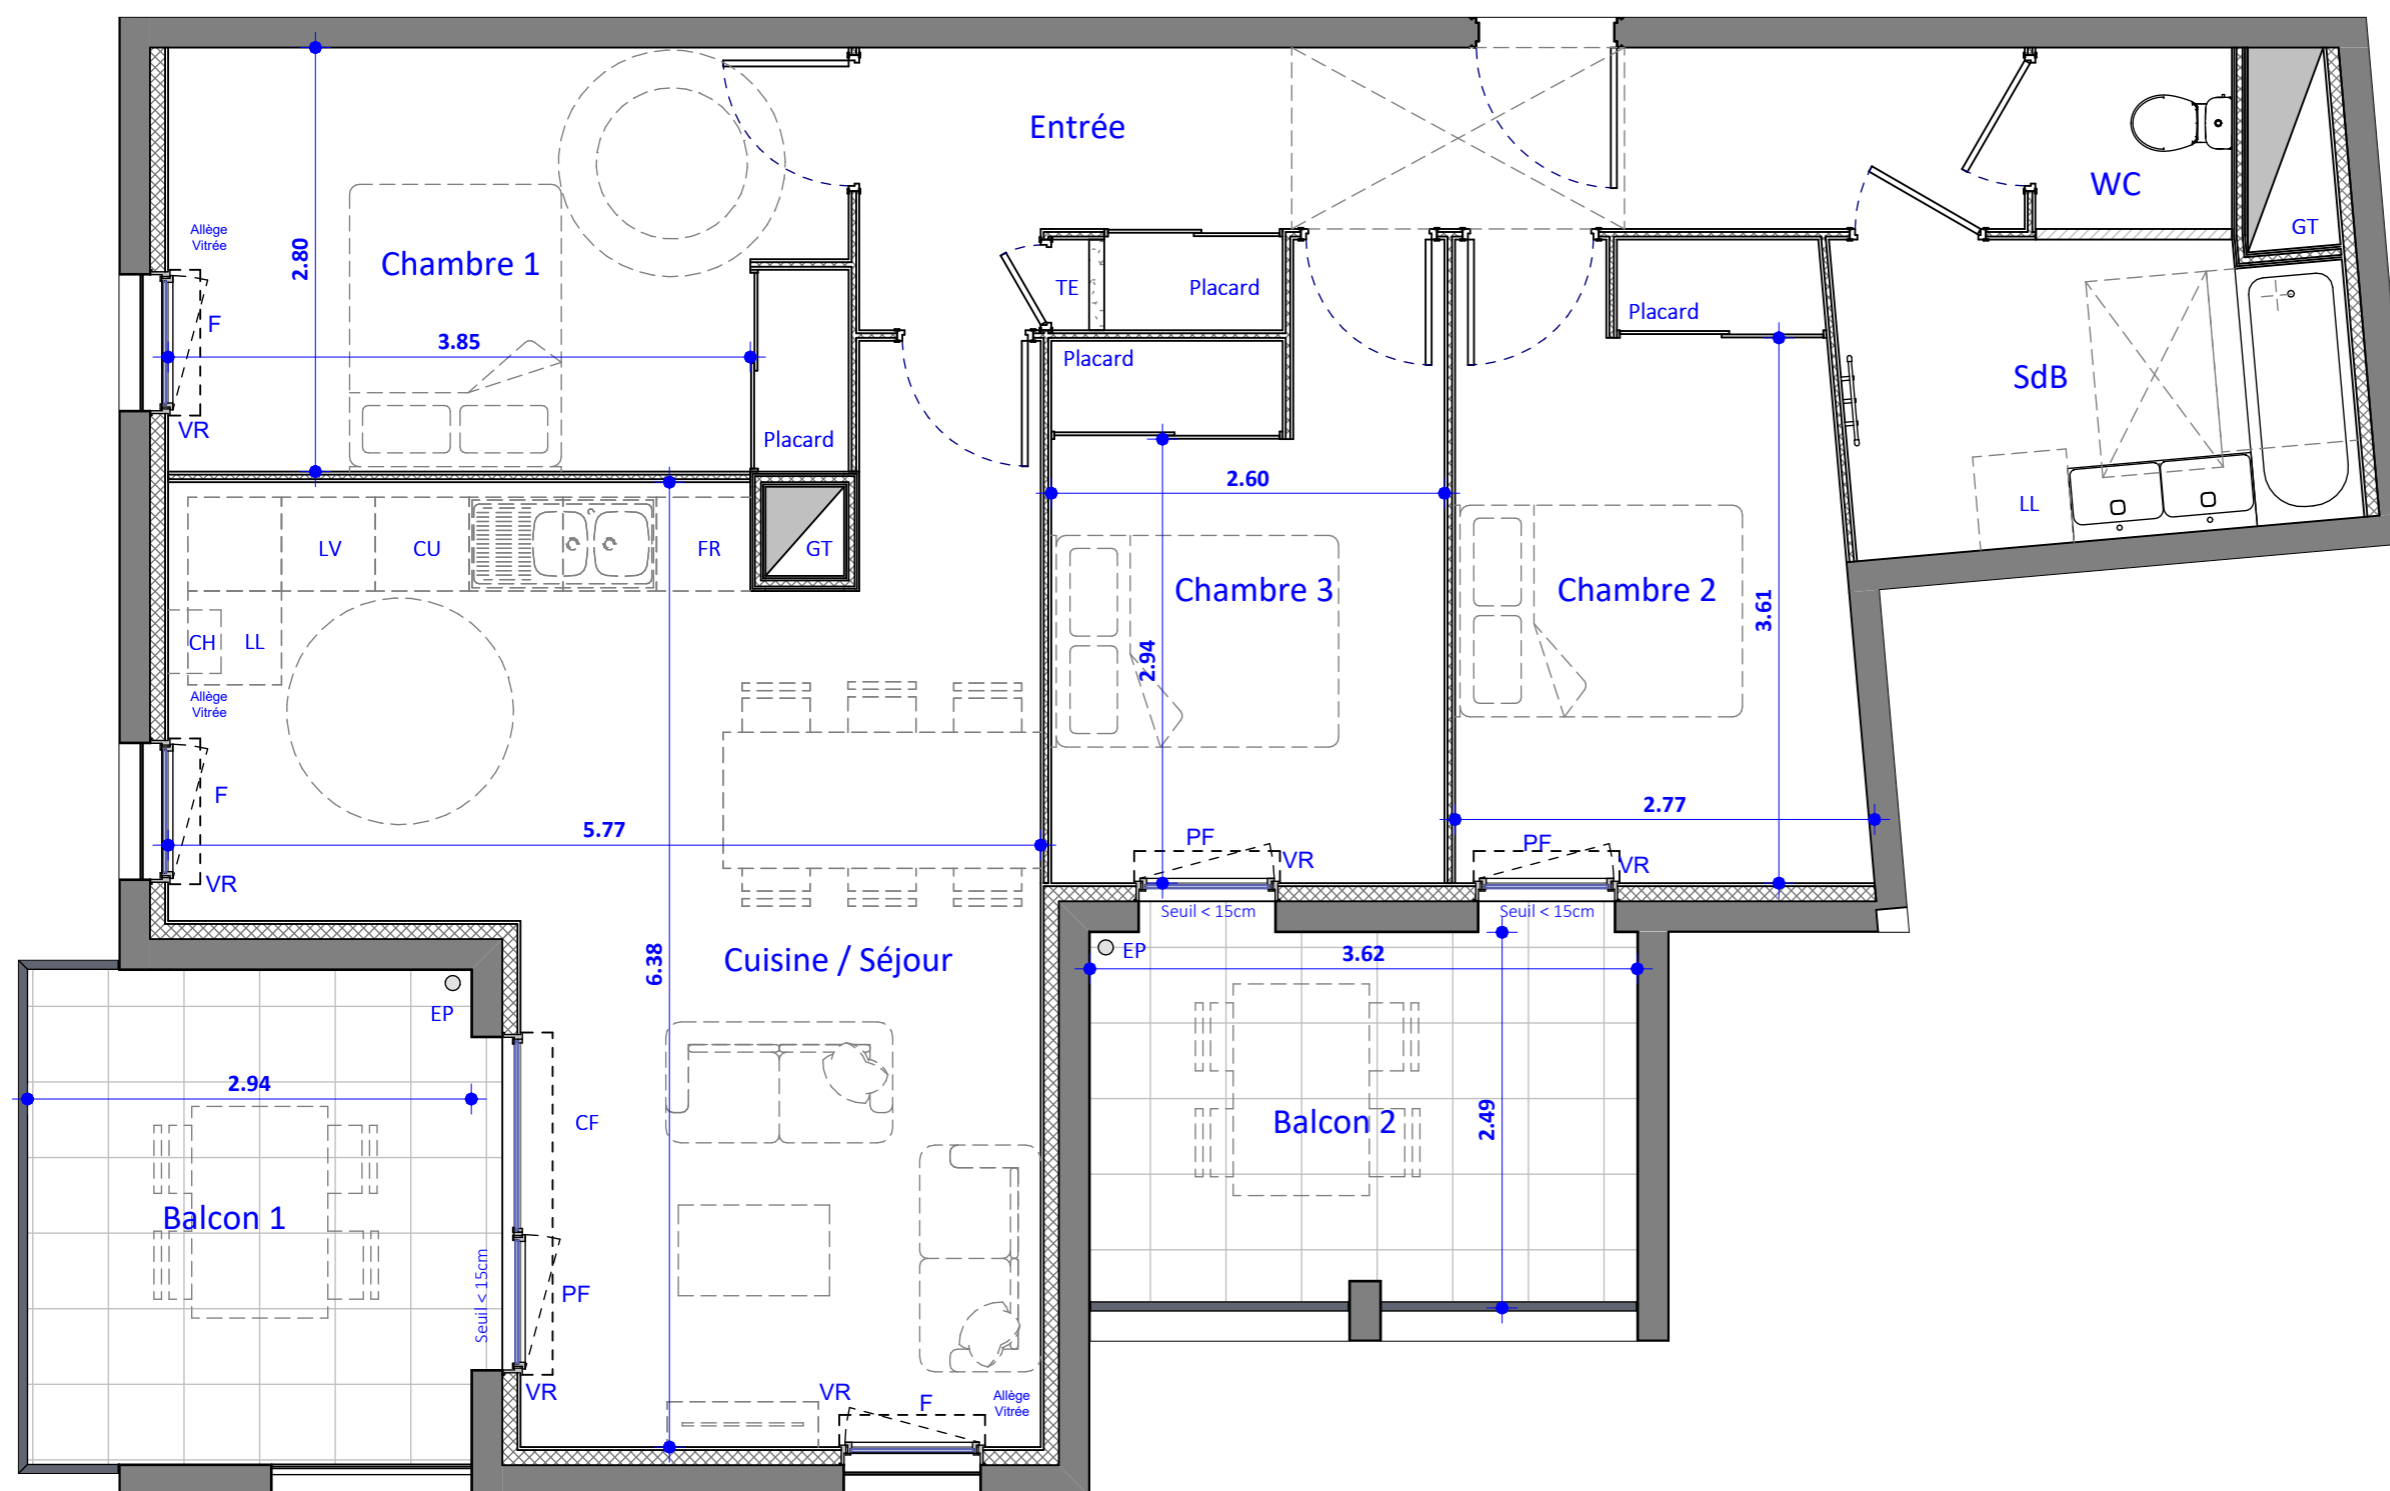 Entrée
WC
GT
Allège
Vitrée
2.80
Chambre 1
F
3.85
VR
Placard
TE
Placard
Placard
Placard
SdB
LL
2.60
LV
CU
FR
GT
CH
LL
Allège
Vitrée
Chambre 3
2.94
Chambre 2
3.61
F
VR
5.77
PF
VR
2.77
PF
VR
Seuil < 15cm
Seuil < 15cm
Cuisine / Séjour
6.38
EP
3.62
EP
2.94
CF
Balcon 2
2.49
Balcon 1
Seuil < 15cm
PF
VR
VR
F
Allège
Vitrée